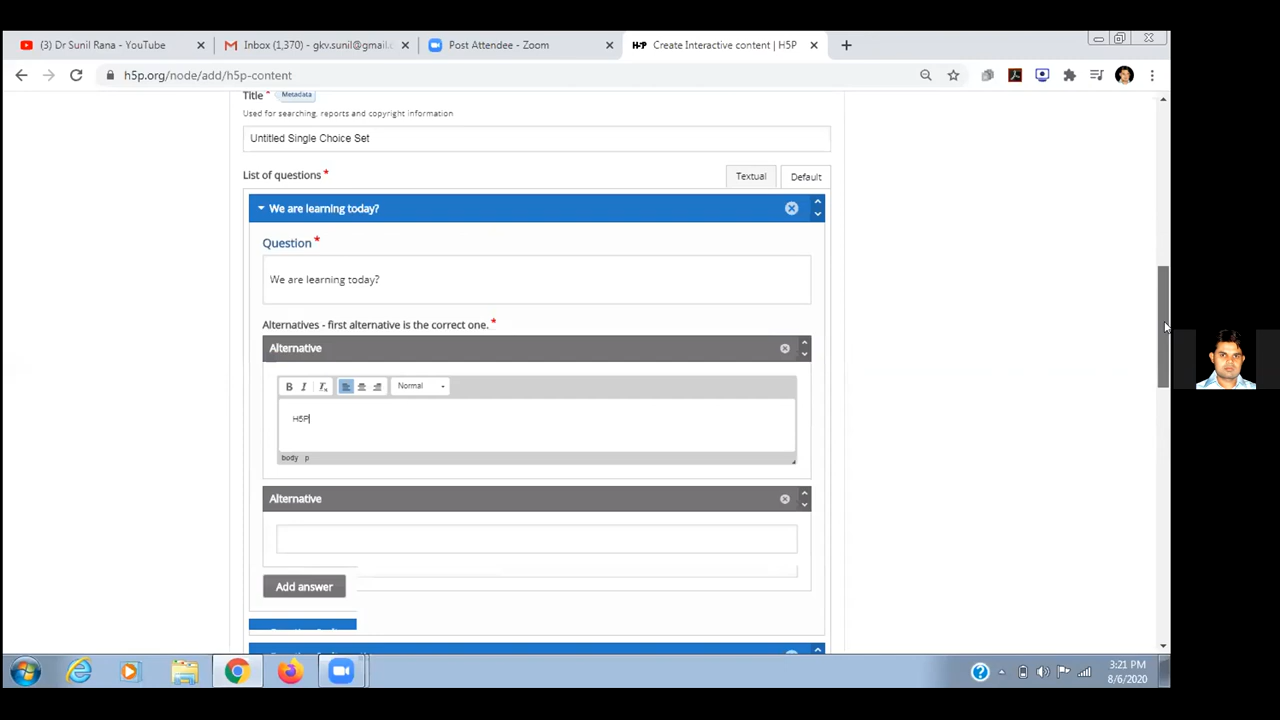 (3) Dr Sunil Rana - YouTube
Inbox (1,370) - gkv.sunil@gmail.
Post Attendee - Zoom
H-P Create Interactive content | H5P
h5p.org/node/add/h5p-content
Title * Metadata
Used for searching, reports and copyright information
Untitled Single Choice Set
List of questions * Textual Default
We are learning today?
Question *
We are learning today?
Alternatives - first alternative is the correct one. *
Alternative
B I Tx Normal
H5P
body p
Alternative
Add answer
3:21 PM
8/6/2020